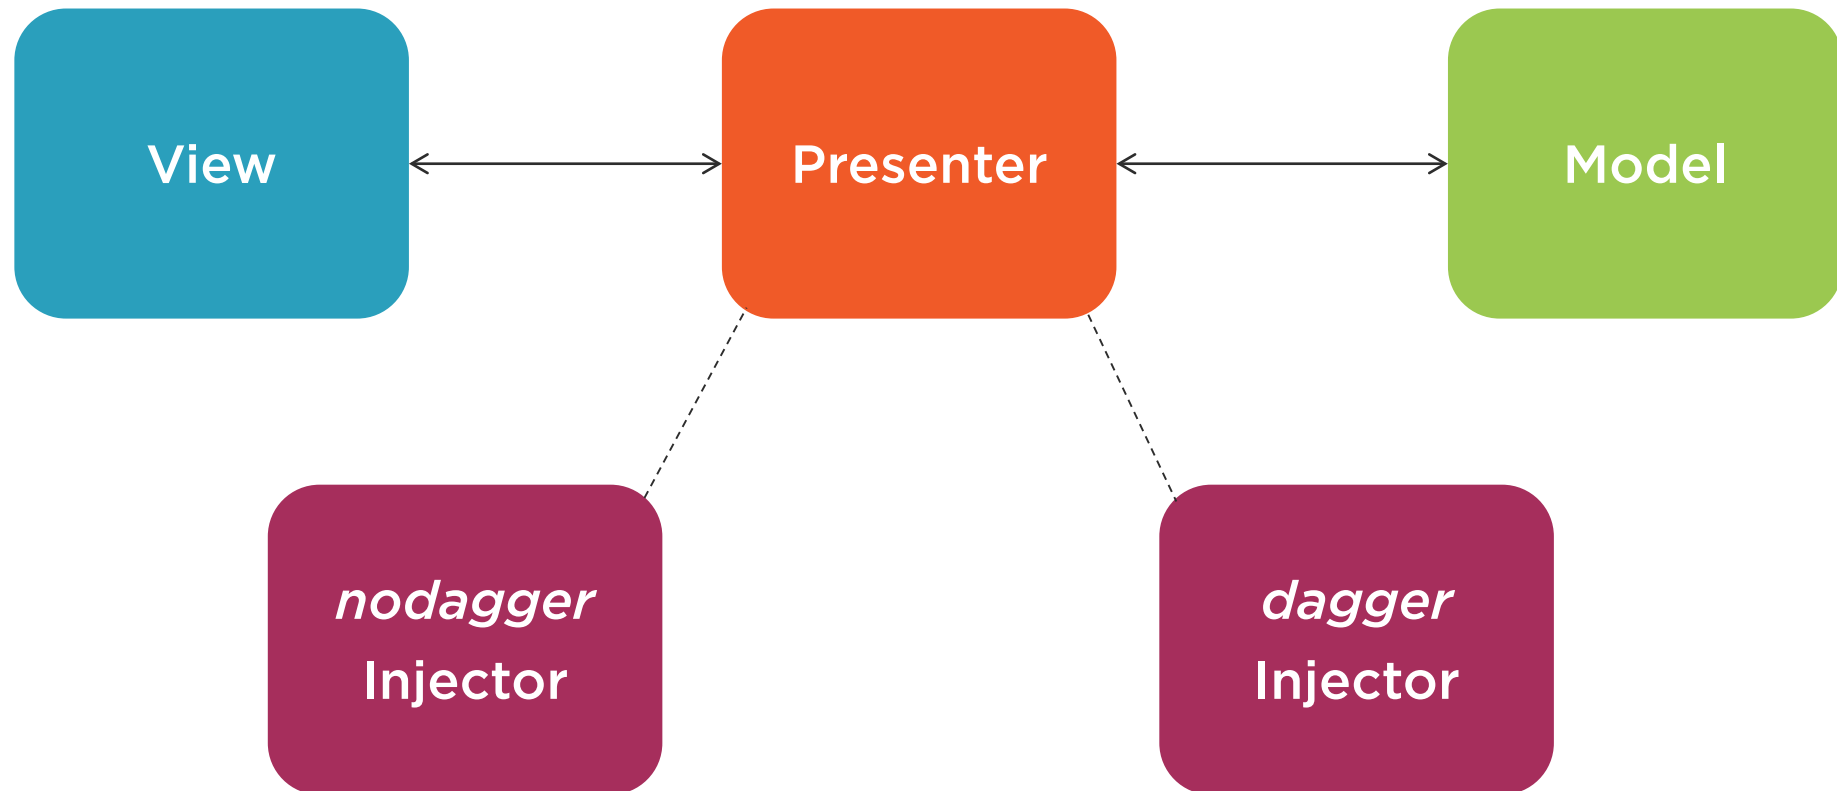 View
Presenter
Model
nodagger
Injector
dagger
Injector